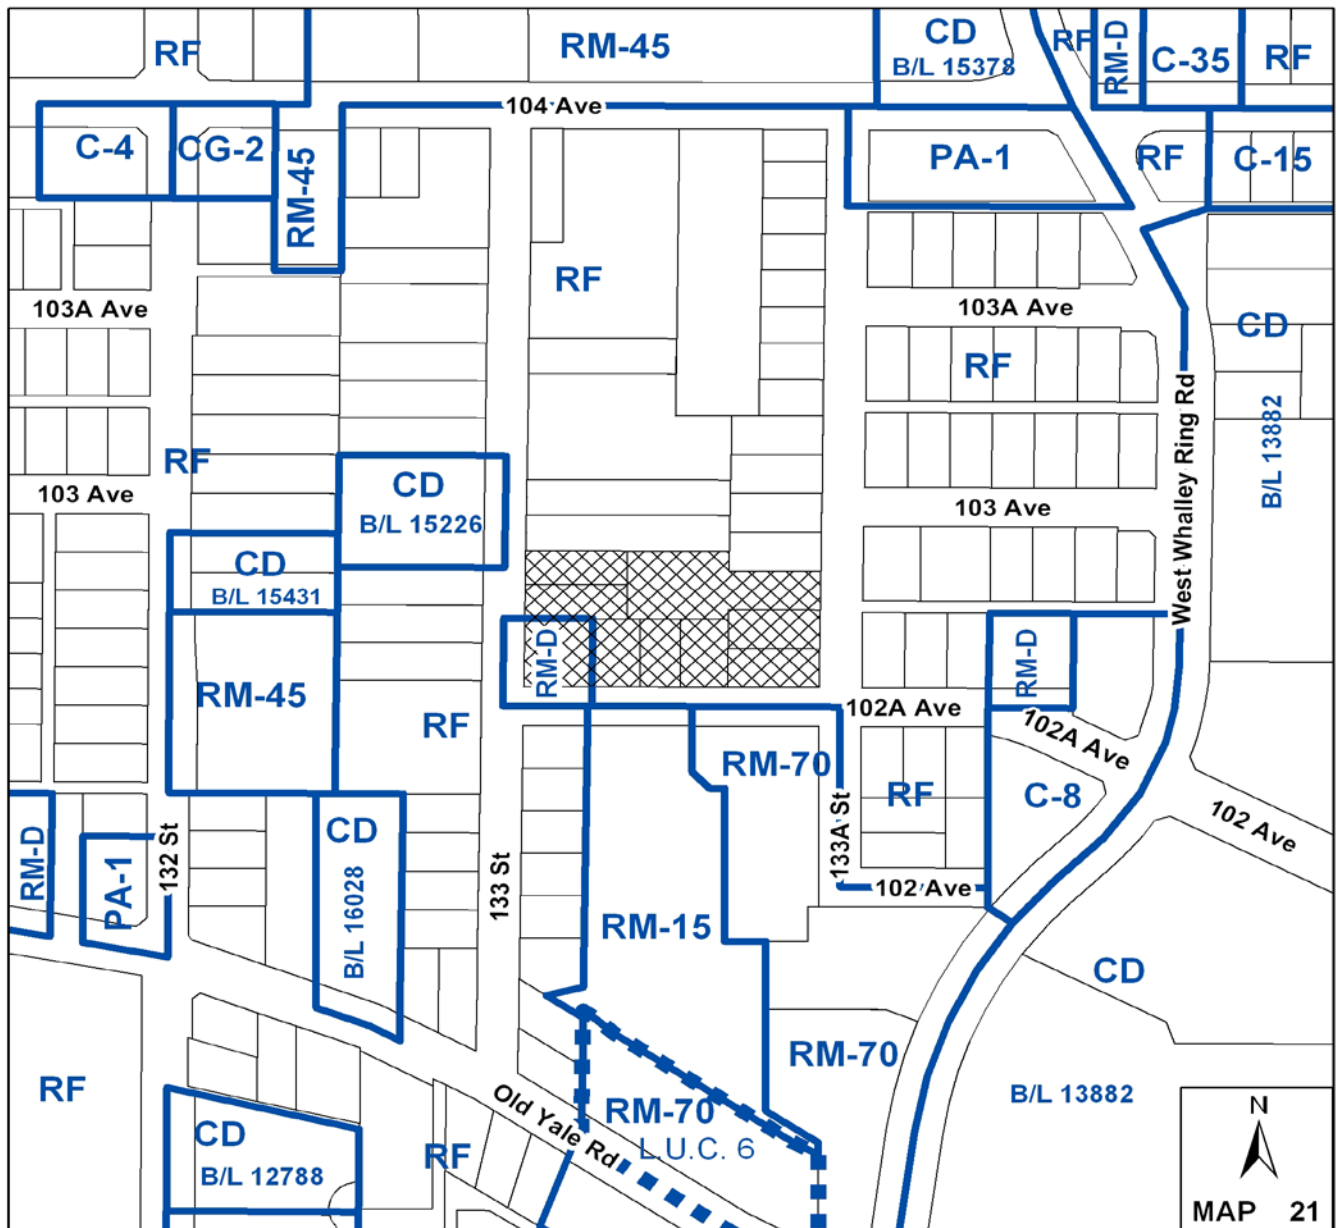 RF
RM-45
CD
B/L 15378
RF
RM-D
C-35
RF
104 Ave
C-4
CG-2
RM-45
PA-1
RF
C-15
RF
103A Ave
103A Ave
CD
RF
West Whalley Ring Rd
B/L 13882
RF
CD
B/L 15226
103 Ave
103 Ave
CD
B/L 15431
RM-D
RM-D
RM-45
RF
102A Ave
102A Ave
RM-70
RF
C-8
133A St
102 Ave
RM-D
PA-1
132 St
CD
B/L 16028
133 St
102 Ave
RM-15
CD
RM-70
RF
B/L 13882
Old Yale Rd
RM-70
L.U.C. 6
CD
B/L 12788
RF
N
MAP 21